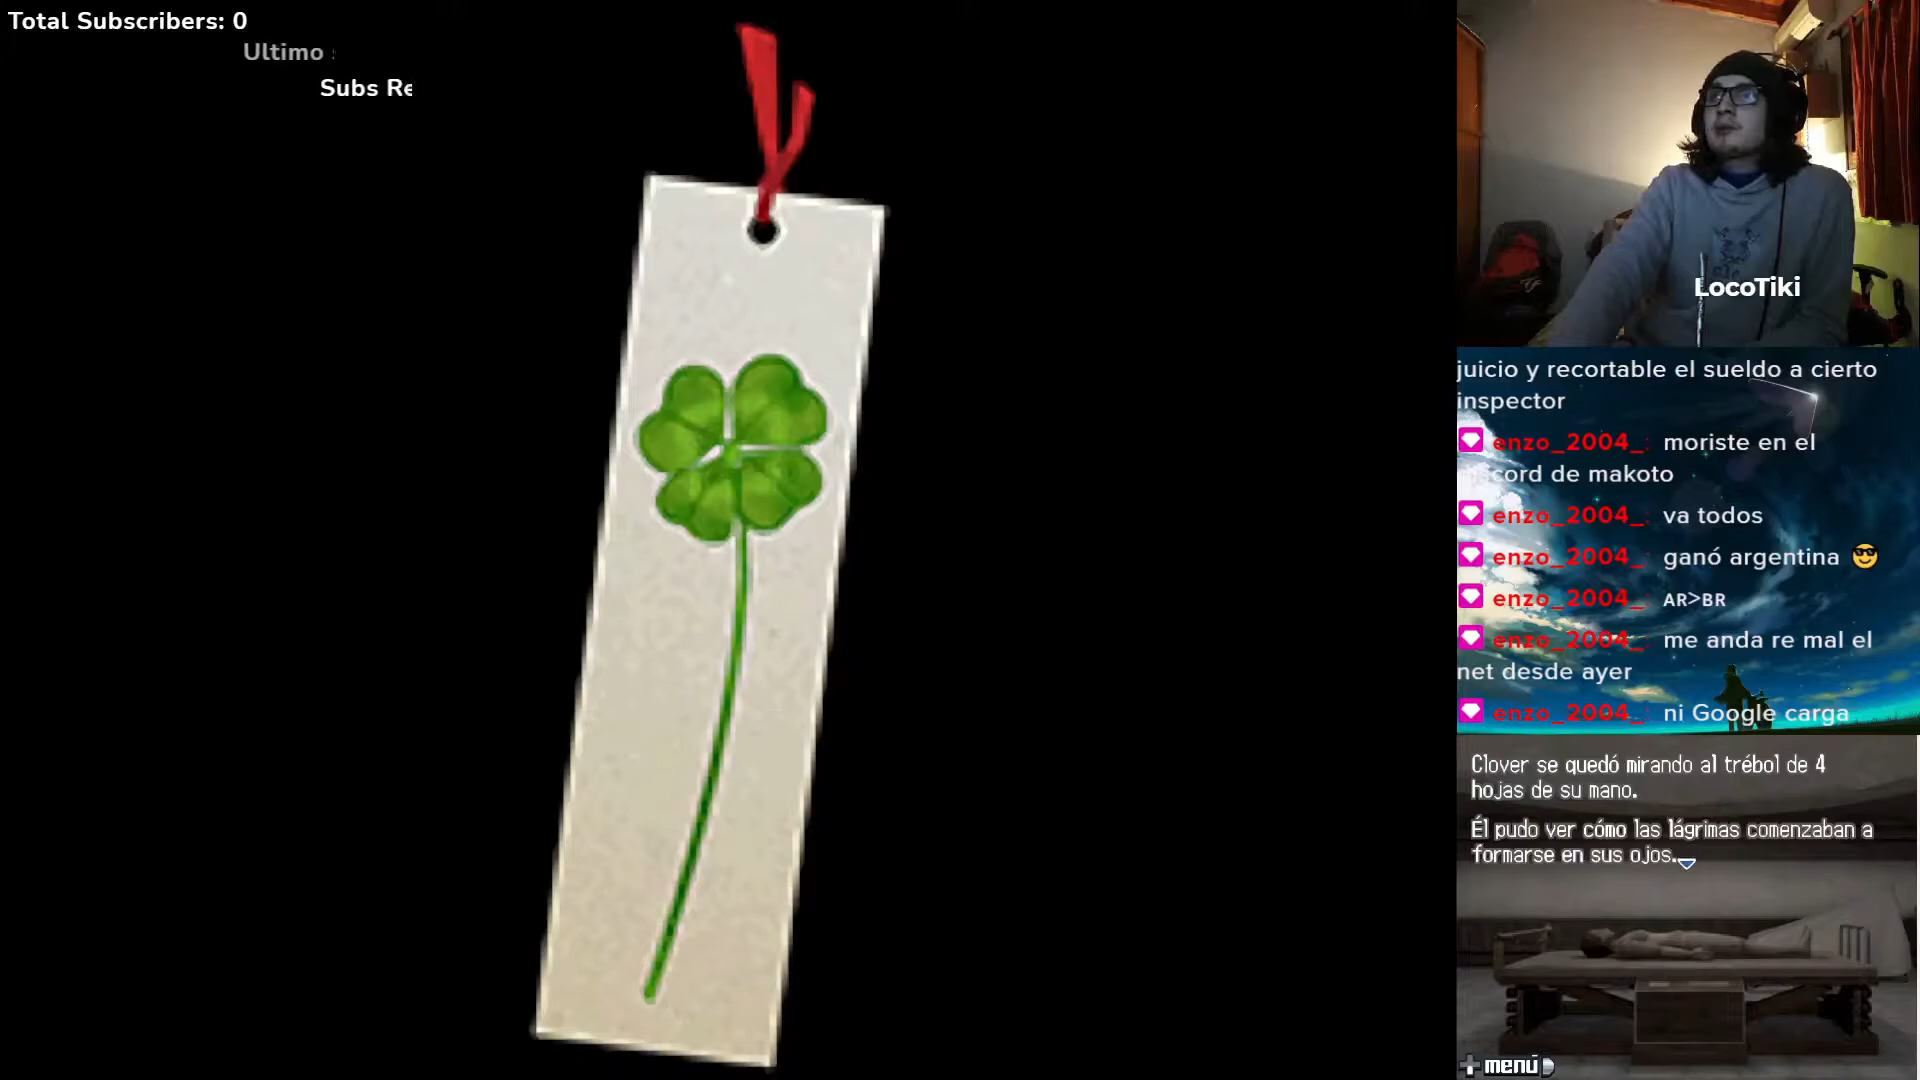 Total Subscribers: 0
Ultimo
Subs Re
LocoTiki
juicio y recortable el sueldo a cierto
inspector
enzo_2004_: moriste en el
cord de makoto
enzo_2004_: va todos
enzo_2004_: ganó argentina 😎
enzo_2004_: AR>BR
enzo_2004_: me anda re mal el
net desde ayer
enzo_2004_: ni Google carga
Clover se quedó mirando al trébol de 4
hojas de su mano.
Él pudo ver cómo las lágrimas comenzaban a
formarse en sus ojos.
menú